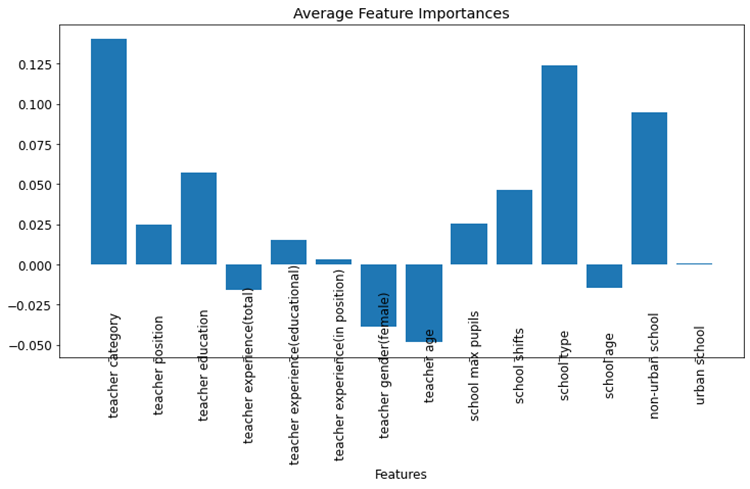 Average Feature Importances
0.125
0.100
0.075
0.050
0.025
0.000
−0.025
−0.050
teacher category
teacher position
teacher education
teacher experience(total)
teacher experience(educational)
teacher experience(in position)
teacher gender(female)
teacher age
school max pupils
school shifts
school type
school age
non-urban school
urban school
Features